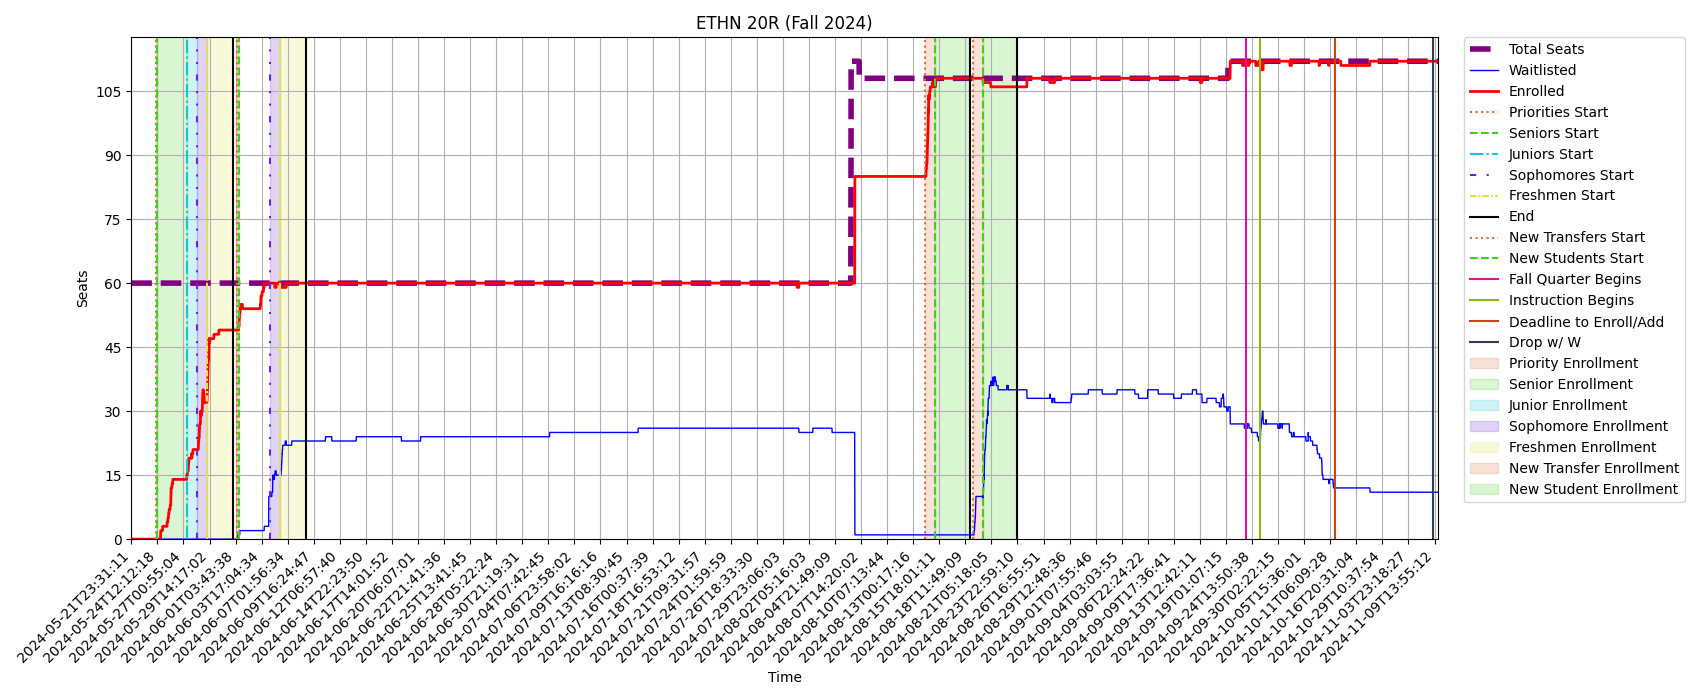 ETHN 20R (Fall 2024)
Seats
105
90
75
60
45
30
15
0
2024-05-21T23:31:11
2024-05-24T12:12:18
2024-05-27T00:55:04
2024-05-29T14:17:02
2024-06-01T03:43:38
2024-06-03T17:04:34
2024-06-07T01:56:34
2024-06-09T16:24:47
2024-06-12T06:57:40
2024-06-14T22:23:50
2024-06-17T14:01:52
2024-06-20T06:07:01
2024-06-22T21:41:36
2024-06-25T13:41:45
2024-06-28T05:22:24
2024-06-30T21:19:31
2024-07-04T07:42:45
2024-07-06T23:58:02
2024-07-09T16:16:16
2024-07-13T08:30:45
2024-07-16T00:37:39
2024-07-18T16:53:12
2024-07-21T09:31:57
2024-07-24T01:59:59
2024-07-26T18:33:30
2024-07-29T23:06:03
2024-08-02T05:16:03
2024-08-04T21:49:09
2024-08-07T14:20:02
2024-08-10T07:13:44
2024-08-13T00:17:16
2024-08-15T18:01:11
2024-08-18T11:49:09
2024-08-21T05:18:05
2024-08-23T22:59:10
2024-08-26T16:55:51
2024-08-29T12:48:36
2024-09-01T07:55:46
2024-09-04T03:03:55
2024-09-06T22:24:22
2024-09-09T17:36:41
2024-09-13T12:42:11
2024-09-19T01:07:15
2024-09-24T13:50:38
2024-09-30T02:22:15
2024-10-05T15:36:01
2024-10-11T06:09:28
2024-10-16T20:31:04
2024-10-29T10:37:54
2024-11-03T23:18:27
2024-11-09T13:55:12
Time
Total Seats
Waitlisted
Enrolled
Priorities Start
Seniors Start
Juniors Start
Sophomores Start
Freshmen Start
End
New Transfers Start
New Students Start
Fall Quarter Begins
Instruction Begins
Deadline to Enroll/Add
Drop w/ W
Priority Enrollment
Senior Enrollment
Junior Enrollment
Sophomore Enrollment
Freshmen Enrollment
New Transfer Enrollment
New Student Enrollment